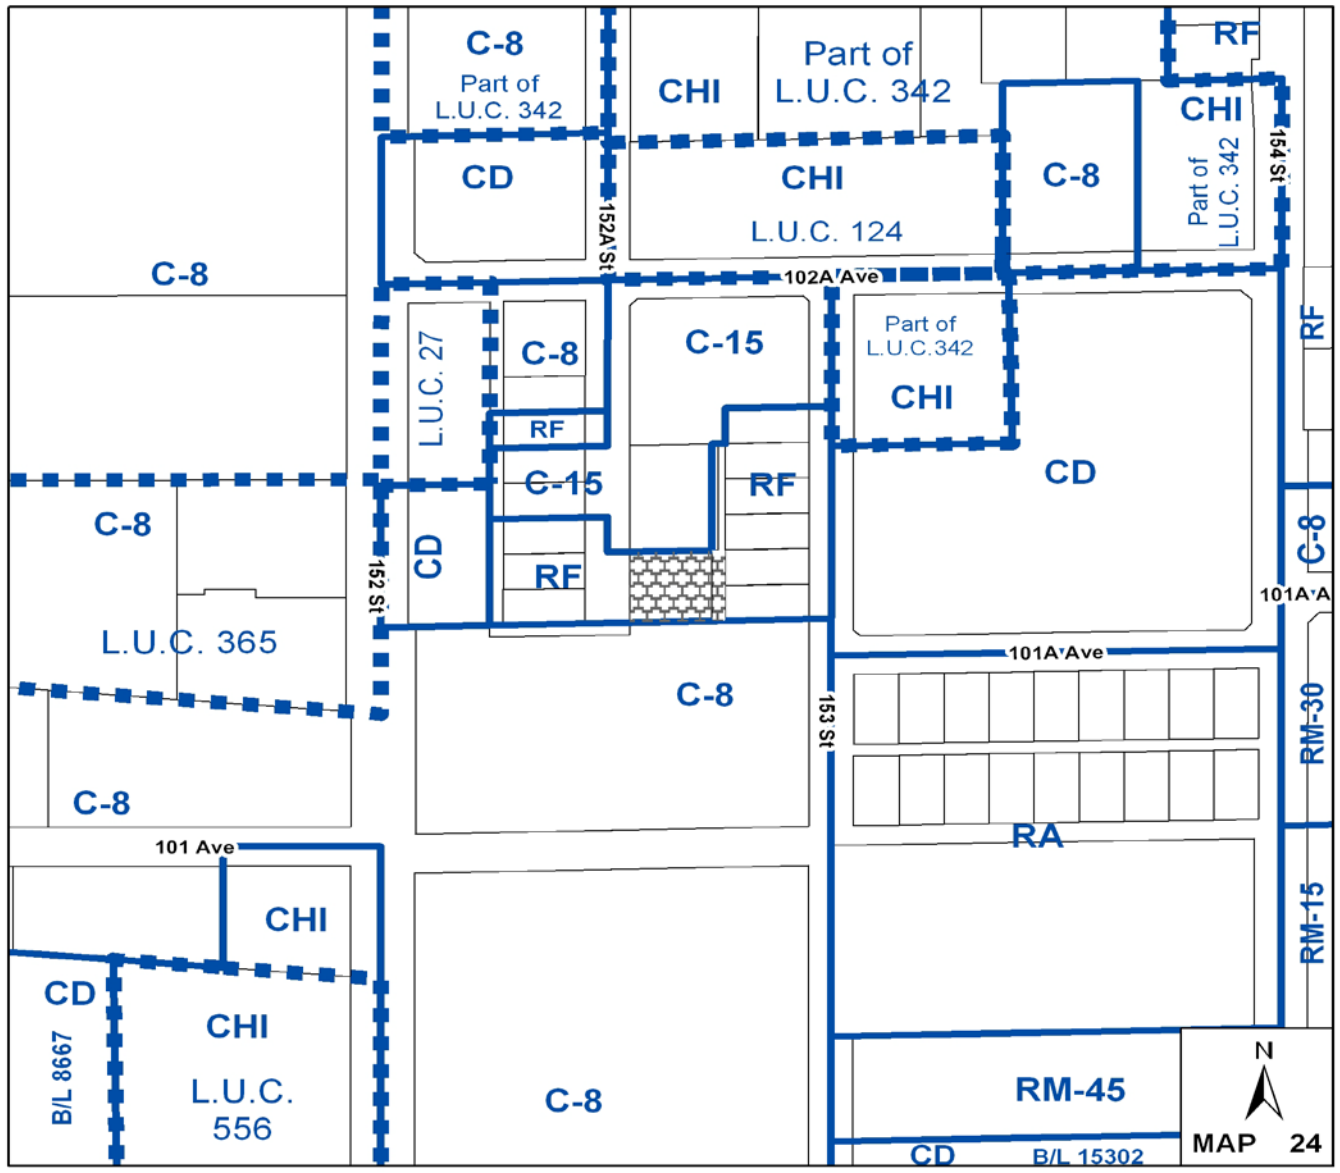 C-8
Part of
L.U.C. 342
CHI
Part of
L.U.C. 342
RF
CHI
Part of
L.U.C. 342
154 St
CD
152A St
CHI
L.U.C. 124
C-8
C-8
102A Ave
L.U.C. 27
C-8
C-15
Part of
L.U.C.342
CHI
RF
RF
C-15
RF
CD
C-8
CD
152 St
RF
C-8
101A A
L.U.C. 365
101A Ave
C-8
153 St
RM-30
C-8
RA
101 Ave
CHI
RM-15
CD
B/L 8667
CHI
L.U.C.
556
C-8
RM-45
CD
B/L 15302
N
MAP 24